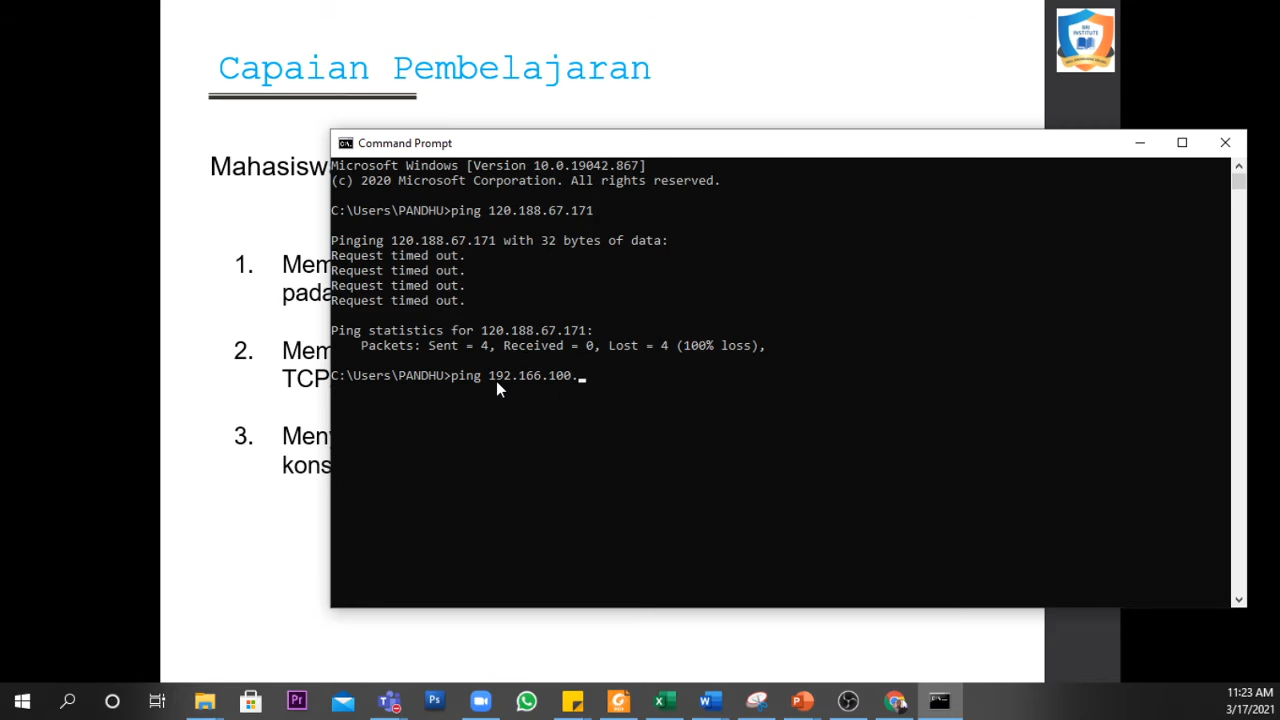 Capaian Pembelajaran
BRI
INSTITUTE
Mahasisw
1. Mem
pada
2. Mem
TCP
3. Men
kons
Command Prompt
Microsoft Windows [Version 10.0.19042.867]
(c) 2020 Microsoft Corporation. All rights reserved.
C:\Users\PANDHU>ping 120.188.67.171
Pinging 120.188.67.171 with 32 bytes of data:
Request timed out.
Request timed out.
Request timed out.
Request timed out.
Ping statistics for 120.188.67.171:
Packets: Sent = 4, Received = 0, Lost = 4 (100% loss),
C:\Users\PANDHU>ping 192.166.100._
11:23 AM
3/17/2021